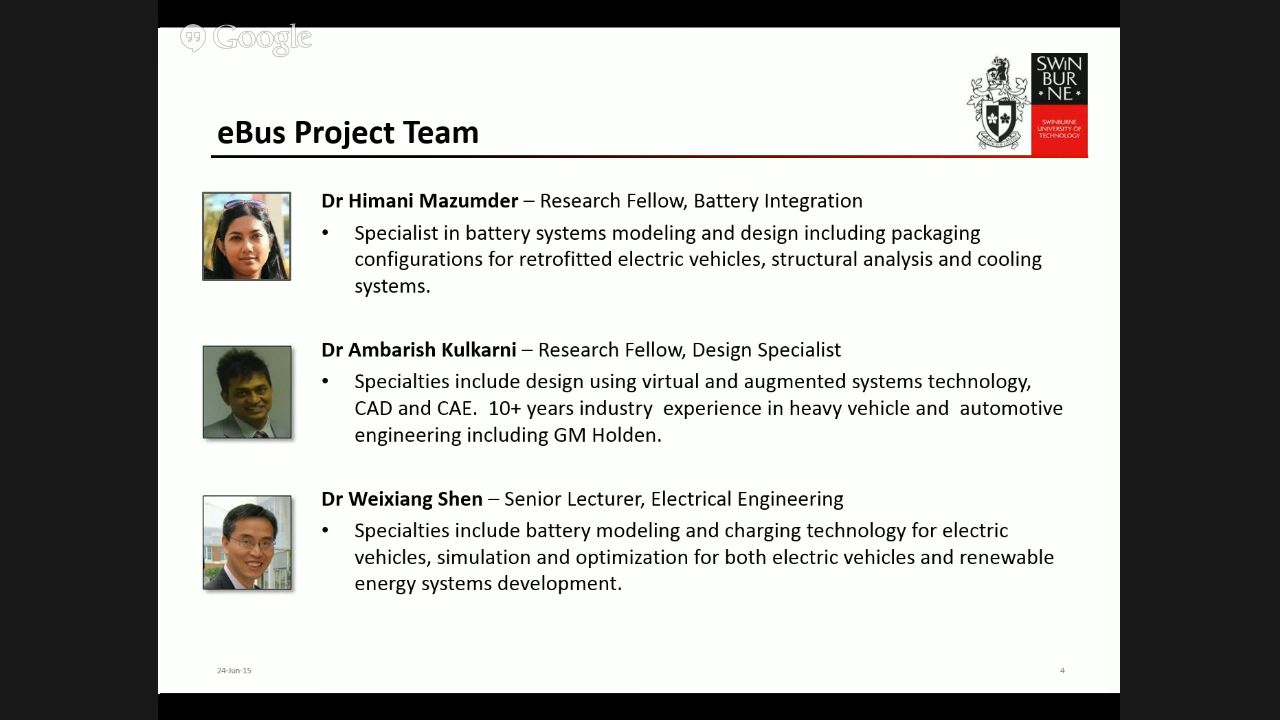 Google
SWIN
BUR
• NE •
SWINBURNE
UNIVERSITY OF
TECHNOLOGY
eBus Project Team
Dr Himani Mazumder – Research Fellow, Battery Integration
• Specialist in battery systems modeling and design including packaging
configurations for retrofitted electric vehicles, structural analysis and cooling
systems.
Dr Ambarish Kulkarni – Research Fellow, Design Specialist
• Specialties include design using virtual and augmented systems technology,
CAD and CAE.  10+ years industry  experience in heavy vehicle and  automotive
engineering including GM Holden.
Dr Weixiang Shen – Senior Lecturer, Electrical Engineering
• Specialties include battery modeling and charging technology for electric
vehicles, simulation and optimization for both electric vehicles and renewable
energy systems development.
24-Jun-15
4